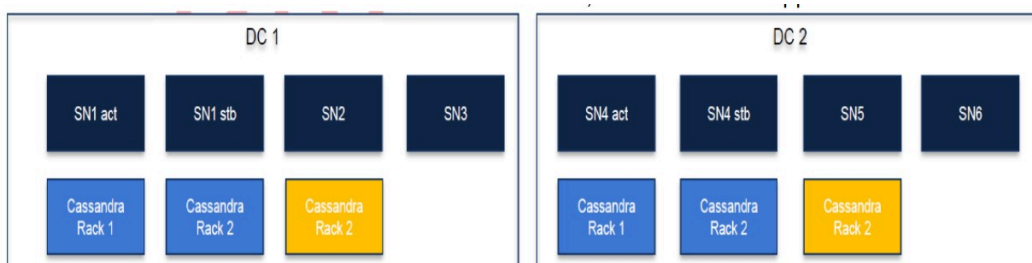 DC 1
SN1 act
SN1 stb
SN2
SN3
Cassandra
Rack 1
Cassandra
Rack 2
Cassandra
Rack 2
DC 2
SN4 act
SN4 stb
SN5
SN6
Cassandra
Rack 1
Cassandra
Rack 2
Cassandra
Rack 2